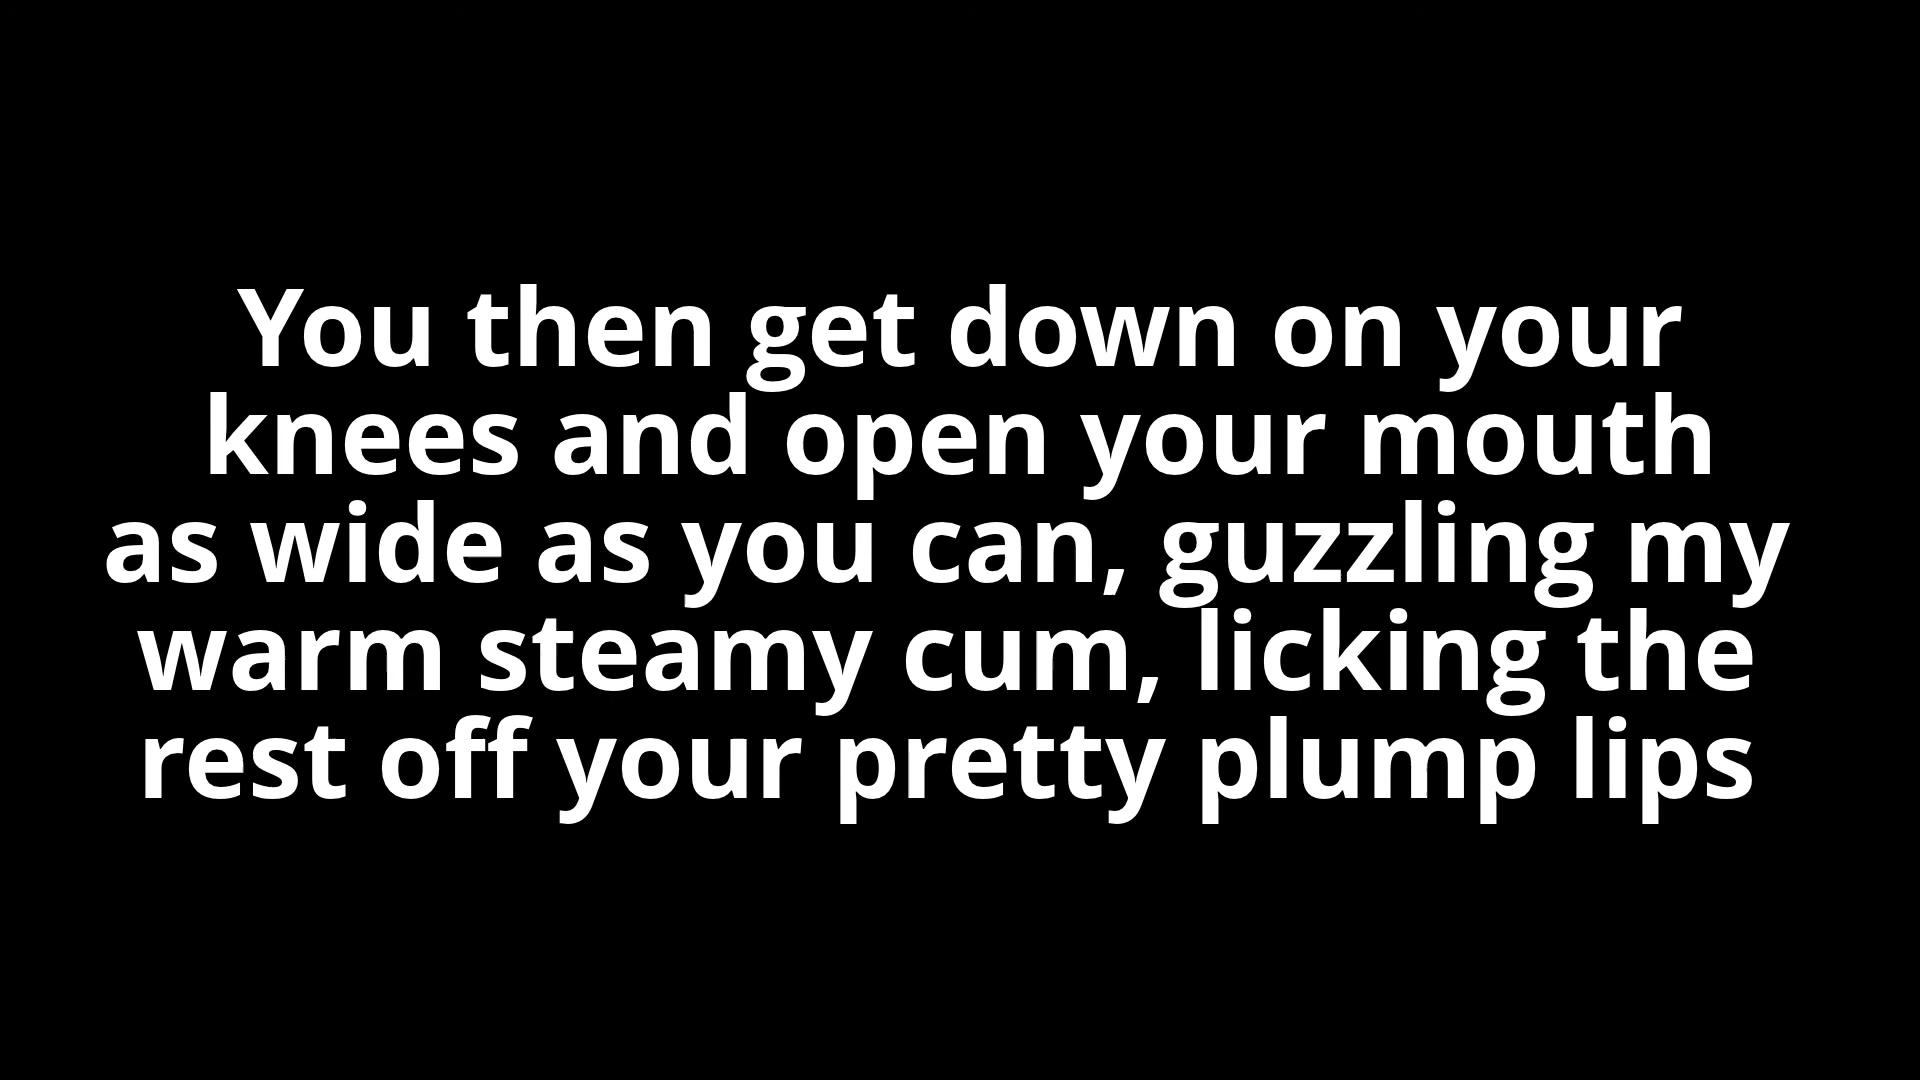 You then get down on your
knees and open your mouth
as wide as you can, guzzling my
warm steamy cum, licking the
rest off your pretty plump lips